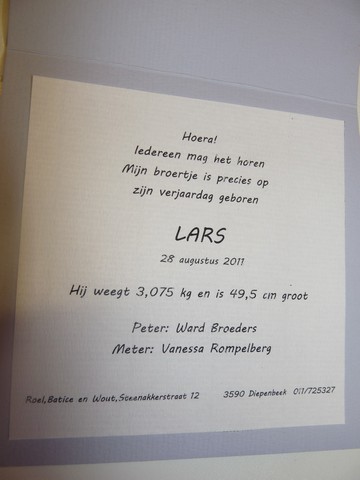 Hoera!
Iedereen mag het horen
Mijn broertje is precies op
zijn verjaardag geboren
LARS
28 augustus 2011
Hij weegt 3,075 kg en is 49,5 cm groot
Peter: Ward Broeders
Meter: Vanessa Rompelberg
Roel,Batice en Wout,Steenakkerstraat 12 3590 Diepenbeek 011/725327